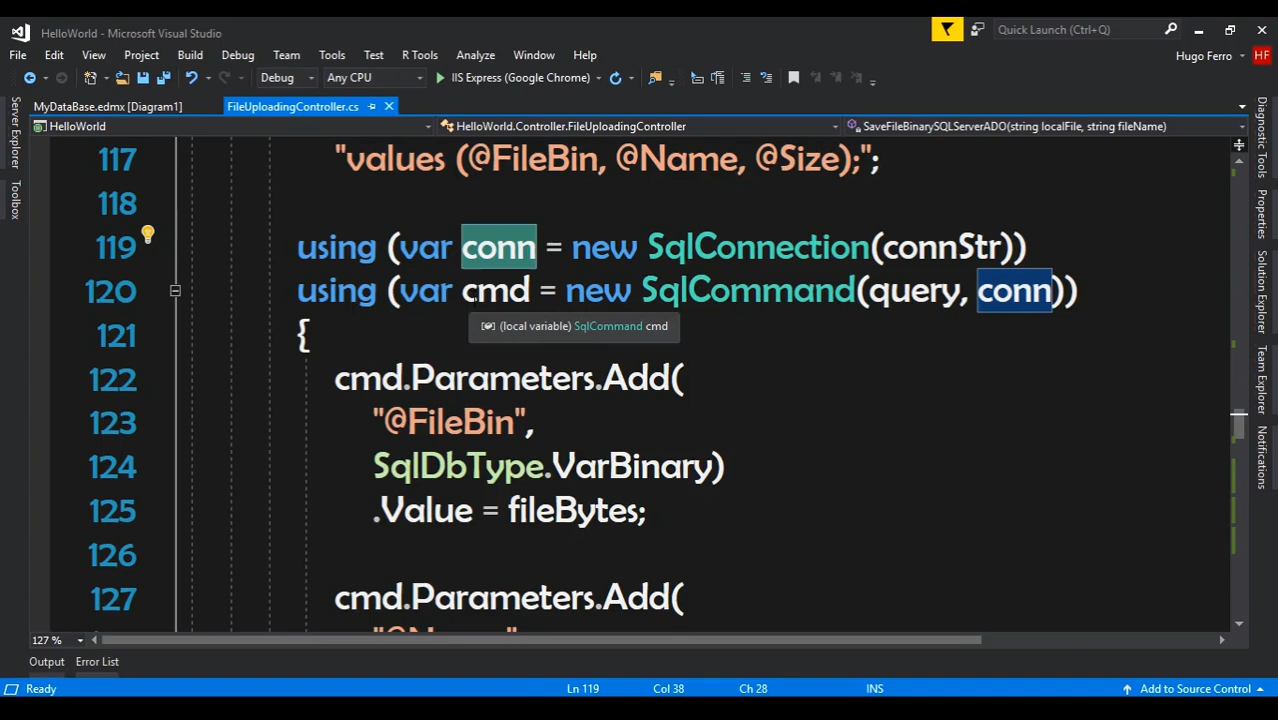 HelloWorld - Microsoft Visual Studio
Quick Launch (Ctrl+Q)
File Edit View Project Build Debug Team Tools Test R Tools Analyze Window Help
Hugo Ferro HF
Debug Any CPU IIS Express (Google Chrome)
MyDataBase.edmx [Diagram1] FileUploadingController.cs
HelloWorld HelloWorld.Controller.FileUploadingController SaveFileBinarySQLServerADO(string localFile, string fileName)
Server Explorer
Toolbox
117 "values (@FileBin, @Name, @Size);";
118
119 using (var conn = new SqlConnection(connStr))
120 using (var cmd = new SqlCommand(query, conn))
121 {
(local variable) SqlCommand cmd
122 cmd.Parameters.Add(
123 "@FileBin",
124 SqlDbType.VarBinary)
125 .Value = fileBytes;
126
127 cmd.Parameters.Add(
Diagnostic Tools
Properties
Solution Explorer
Team Explorer
Notifications
127 %
Output Error List
Ready Ln 119 Col 38 Ch 28 INS Add to Source Control